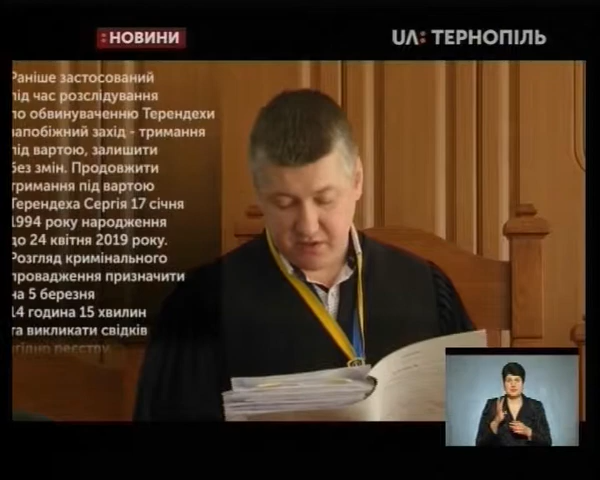 :НОВИНИ
UA: ТЕРНОПІЛЬ
Раніше застосований
під час розслідування
по обвинуваченню Терендехи
запобіжний захід - тримання
під вартою, залишити
без змін. Продовжити
тримання під вартою
Терендеха Сергія 17 січня
1994 року народження
до 24 квітня 2019 року.
Розгляд кримінального
провадження призначити
на 5 березня
14 година 15 хвилин
та викликати свідків
згідно реєстру.